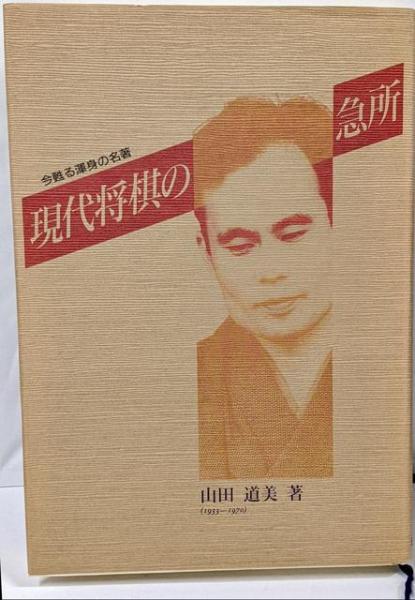 今甦る渾身の名著
現代将棋の急所
山田 道美 著
(1933—1970)